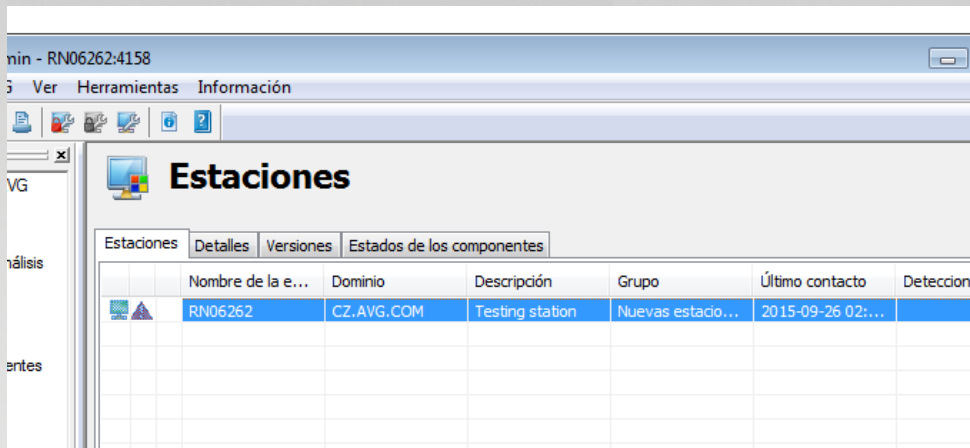 min - RN06262:4158
Ver Herramientas Información
Estaciones
VG
Estaciones Detalles Versiones Estados de los componentes
nálisis
Nombre de la e... Dominio Descripción Grupo Último contacto Deteccion
RN06262 CZ.AVG.COM Testing station Nuevas estacio... 2015-09-26 02:...
entes